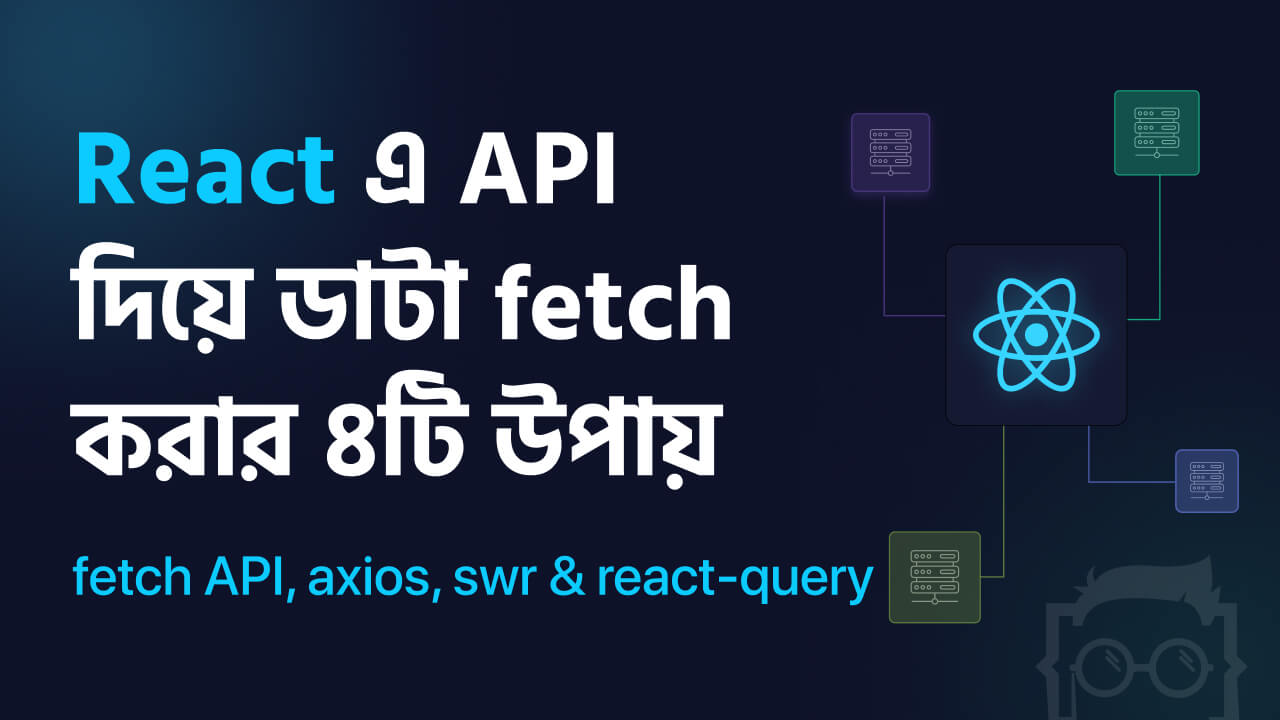 React এ API
দিয়ে ডাটা fetch
করার ৪টি উপায়
fetch API, axios, swr & react-query